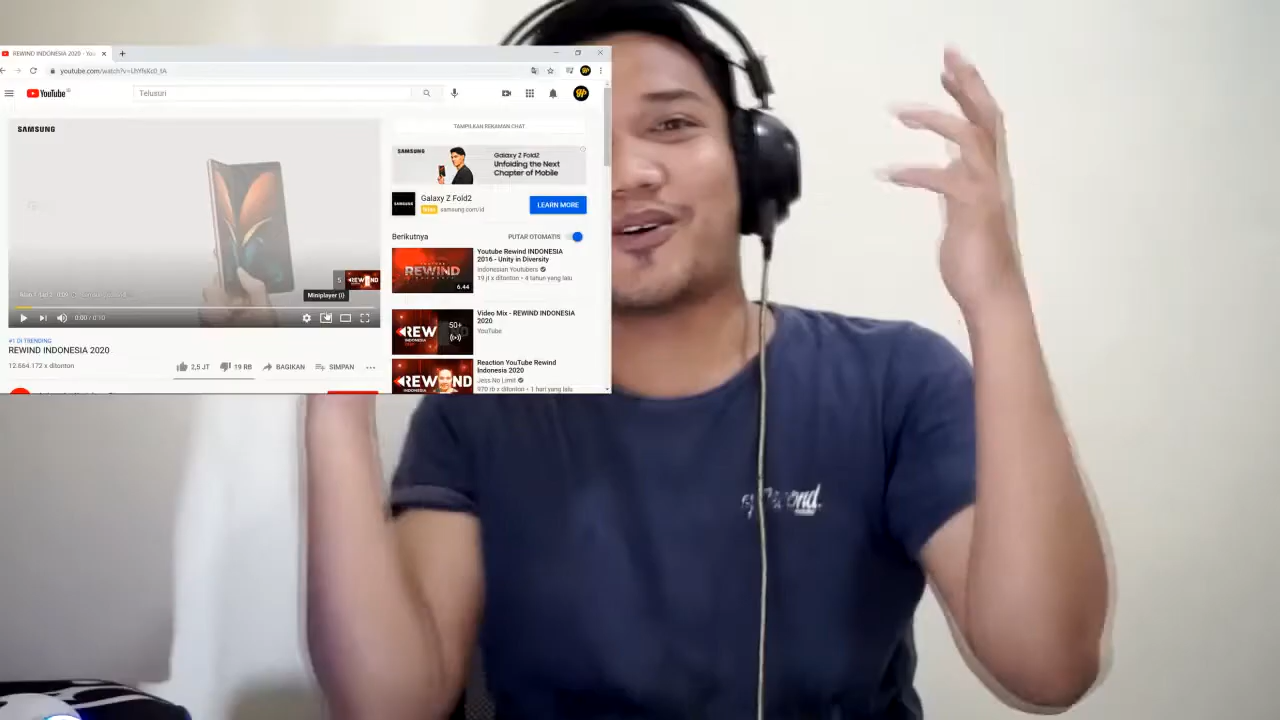 REWIND INDONESIA 2020 - You
youtube.com/watch?v=
YouTube
Telusuri
SAMSUNG
5
Miniplayer (i)
0:00 / 0:10
#1 DI TRENDING
REWIND INDONESIA 2020
12.664.172 x ditonton
2,5 JT
19 RB
BAGIKAN
SIMPAN
TAMPILKAN REKAMAN CHAT
SAMSUNG
Galaxy Z Fold2
Unfolding the Next
Chapter of Mobile
SAMSUNG
Galaxy Z Fold2
samsung.com/id
LEARN MORE
Berikutnya
PUTAR OTOMATIS
REWIND
6.44
Youtube Rewind INDONESIA
2016 - Unity in Diversity
Indonesian Youtubers
19 jt x ditonton • 4 tahun yang lalu
REW
50+
Video Mix - REWIND INDONESIA
2020
YouTube
REWIND
INDONESIA
Reaction YouTube Rewind
Indonesia 2020
Jess No Limit
970 rb x ditonton • 1 hari yang lalu